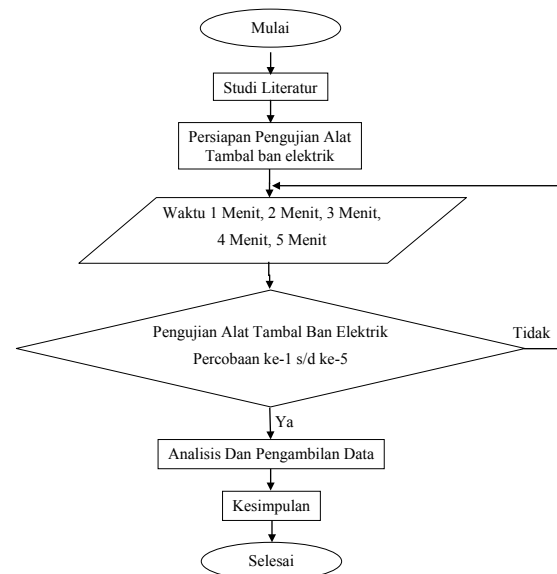 Mulai
Studi Literatur
Persiapan Pengujian Alat
Tambal ban elektrik
Waktu 1 Menit, 2 Menit, 3 Menit,
4 Menit, 5 Menit
Pengujian Alat Tambal Ban Elektrik
Percobaan ke-1 s/d ke-5
Tidak
Ya
Analisis Dan Pengambilan Data
Kesimpulan
Selesai